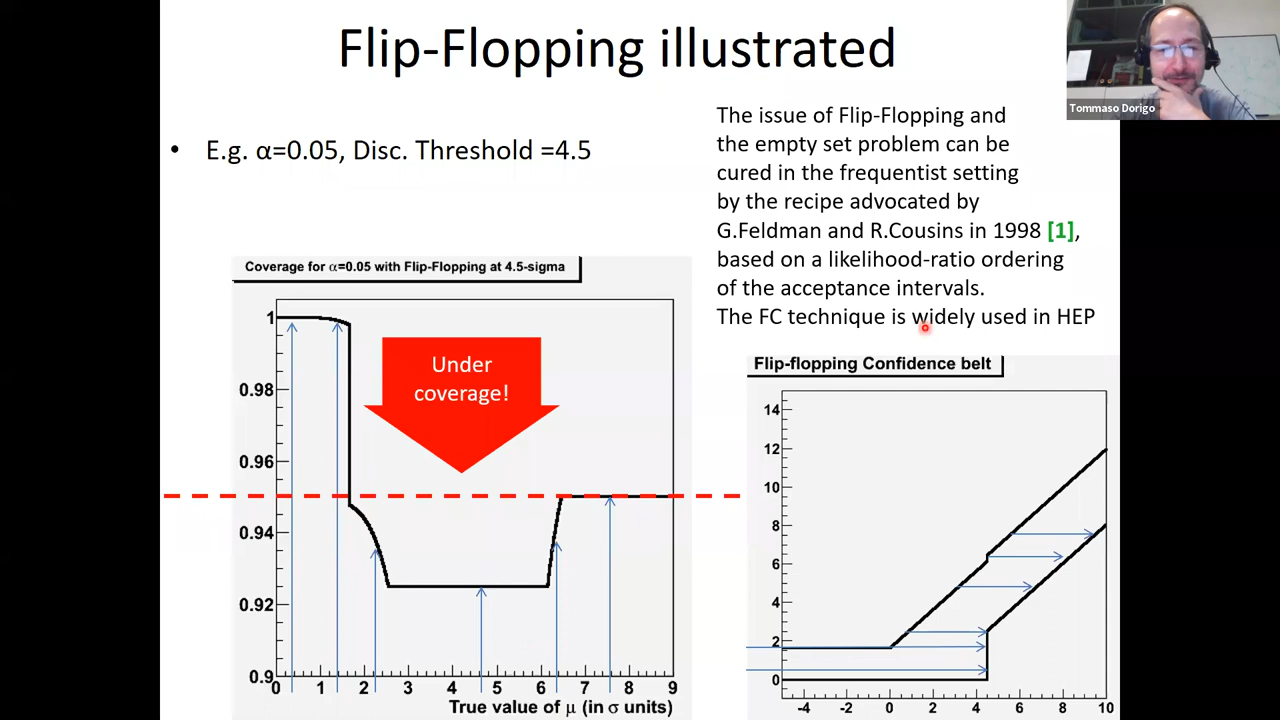 Flip-Flopping illustrated
Tommaso Dorigo
• E.g. α=0.05, Disc. Threshold =4.5
The issue of Flip-Flopping and
the empty set problem can be
cured in the frequentist setting
by the recipe advocated by
G.Feldman and R.Cousins in 1998 [1],
based on a likelihood-ratio ordering
of the acceptance intervals.
The FC technique is widely used in HEP
Coverage for α=0.05 with Flip-Flopping at 4.5-sigma
Under
coverage!
1
0.98
0.96
0.94
0.92
0.9
0 1 2 3 4 5 6 7 8 9
True value of μ (in σ units)
Flip-flopping Confidence belt
14
12
10
8
6
4
2
0
-4 -2 0 2 4 6 8 10